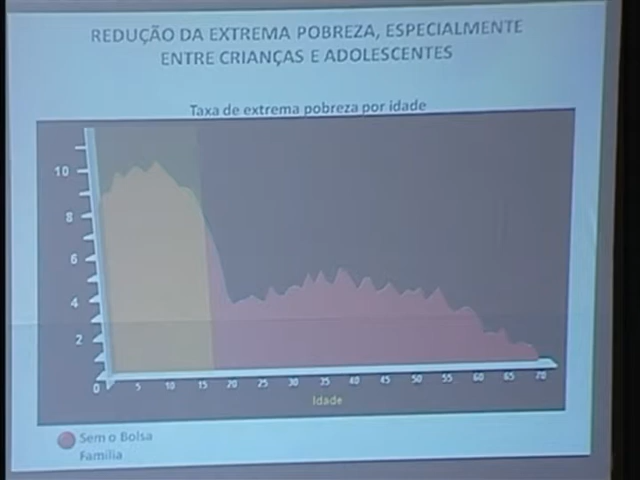 REDUÇÃO DA EXTREMA POBREZA, ESPECIALMENTE
ENTRE CRIANÇAS E ADOLESCENTES
Taxa de extrema pobreza por idade
10
8
6
4
2
0 5 10 15 20 25 30 35 40 45 50 55 60 65 70
Idade
Sem o Bolsa
Família